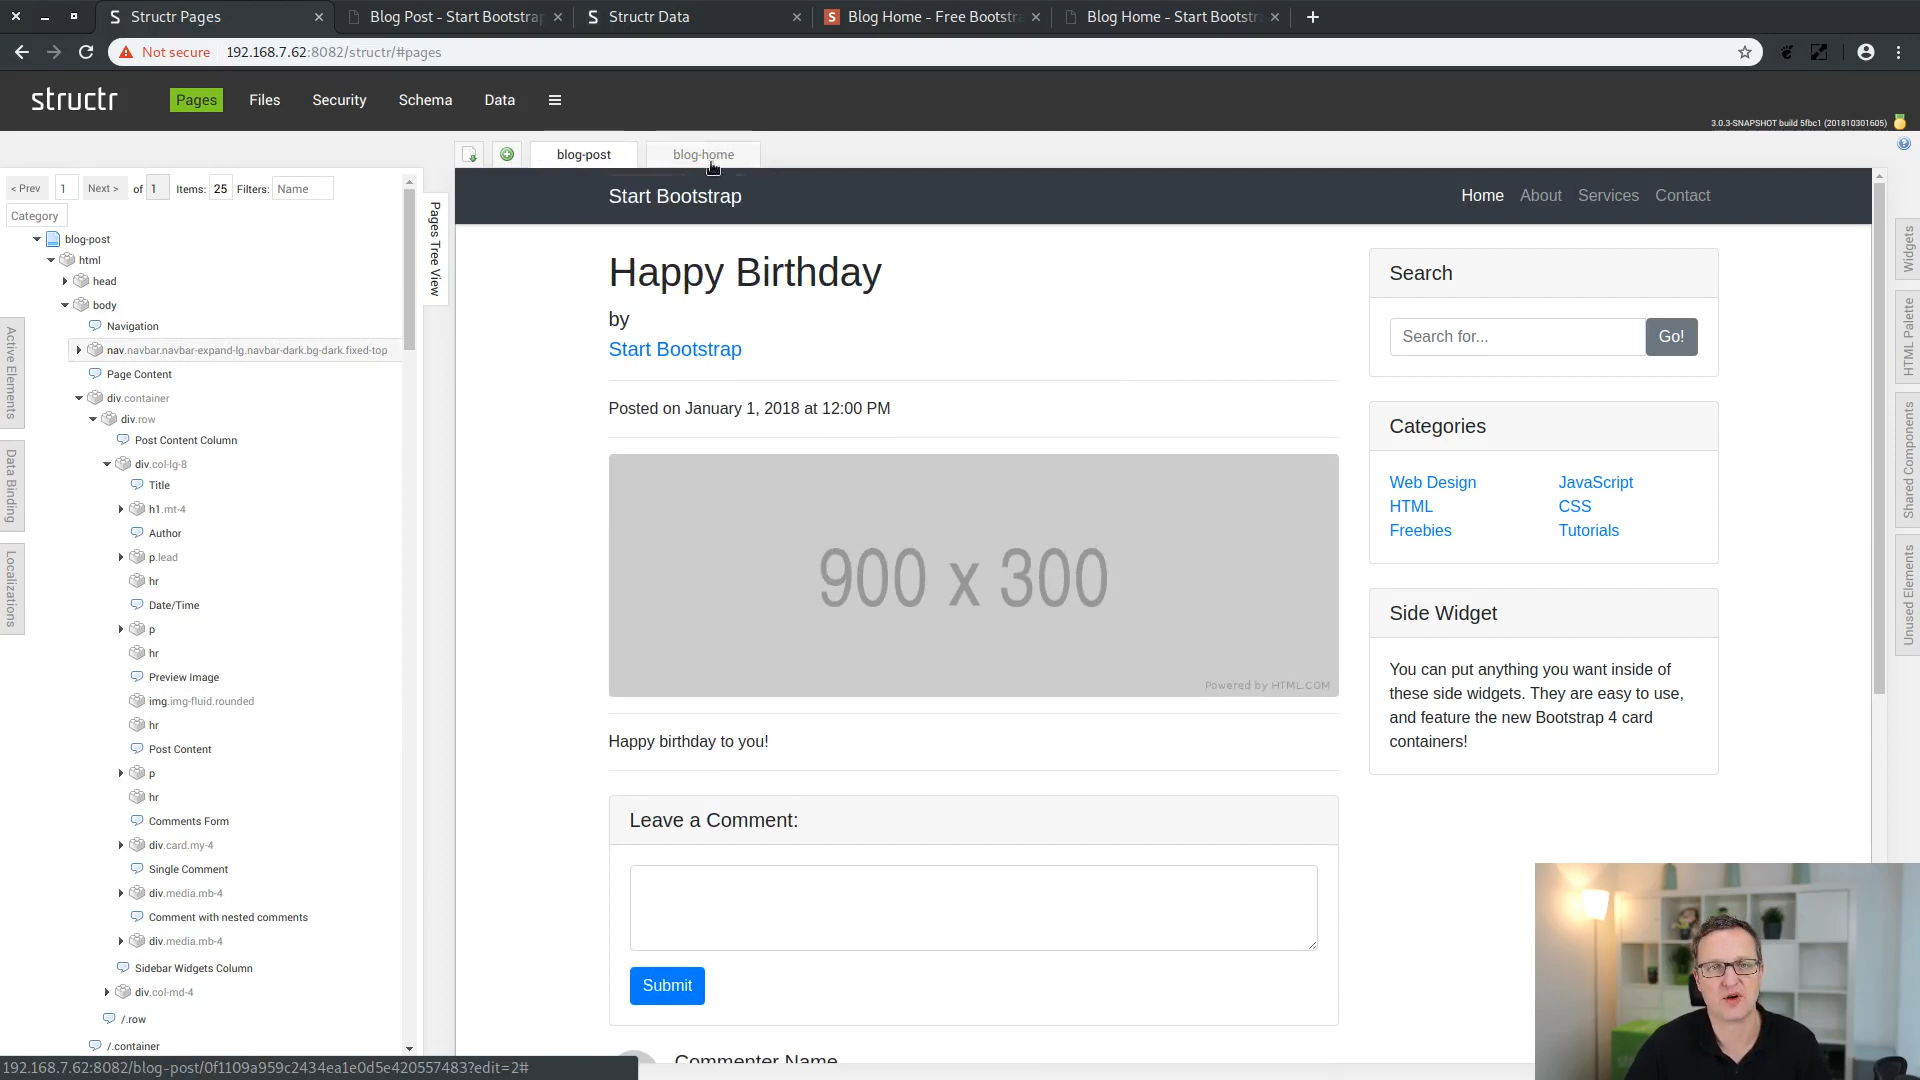 Structr Pages
Blog Post - Start Bootstra
Structr Data
Blog Home - Free Bootstr
Blog Home - Start Bootst
Not secure 192.168.7.62:8082/structr/#pages
structr Pages Files Security Schema Data
3.0.3-SNAPSHOT build 5fbc1 (201810301605)
blog-post blog-home
< Prev 1 Next > of 1 Items: 25 Filters: Name
Category
blog-post
html
head
body
Navigation
nav.navbar.navbar-expand-lg.navbar-dark.bg-dark.fixed-top
Page Content
div.container
div.row
Post Content Column
div.col-lg-8
Title
h1.mt-4
Author
p.lead
hr
Date/Time
p
hr
Preview Image
img.img-fluid.rounded
hr
Post Content
p
hr
Comments Form
div.card.my-4
Single Comment
div.media.mb-4
Comment with nested comments
div.media.mb-4
Sidebar Widgets Column
div.col-md-4
/.row
/.container
Active Elements
Data Binding
Localizations
Pages Tree View
Start Bootstrap Home About Services Contact
Happy Birthday
by
Start Bootstrap
Posted on January 1, 2018 at 12:00 PM
900 x 300
Powered by HTML.COM
Happy birthday to you!
Leave a Comment:
Submit
Commenter Name
Search
Search for... Go!
Categories
Web Design JavaScript
HTML CSS
Freebies Tutorials
Side Widget
You can put anything you want inside of
these side widgets. They are easy to use,
and feature the new Bootstrap 4 card
containers!
Widgets
HTML Palette
Shared Components
Unused Elements
192.168.7.62:8082/blog-post/0f1109a959c2434ea1e0d5e420557483?edit=2#